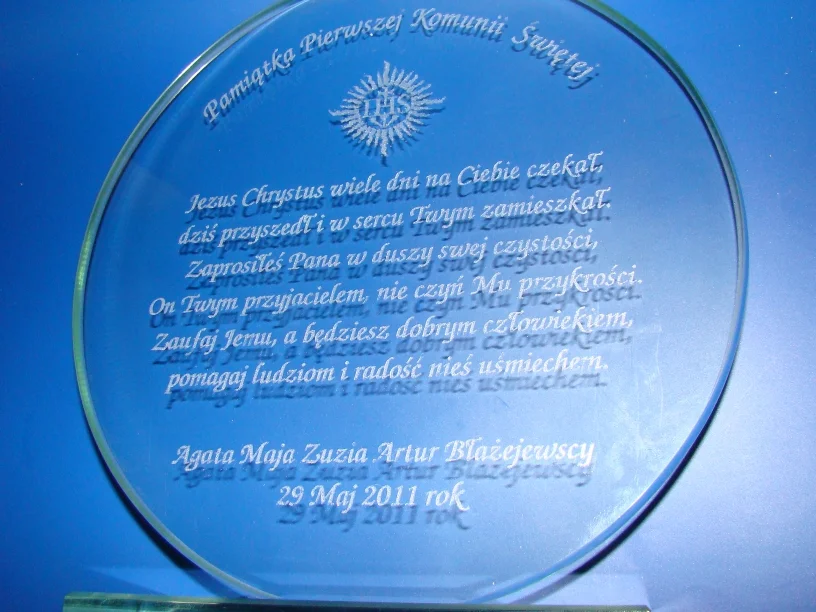 Pamiątka Pierwszej Komunii Świętej
IHS
Jezus Chrystus wiele dni na Ciebie czekał,
dziś przyszedł i w sercu Twym zamieszkał.
Zaprosiłeś Pana w duszy swej czystości,
On Twym przyjacielem, nie czyń Mu przykrości.
Zaufaj Jemu, a będziesz dobrym człowiekiem,
pomagaj ludziom i radość nieś uśmiechem.
Agata Maja Zuzia Artur Błażejewscy
29 Maj 2011 rok